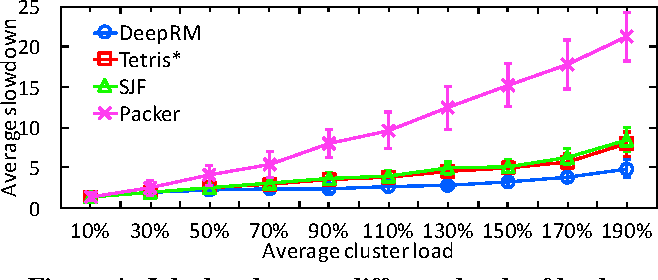 25
20
15
10
5
0
Average slowdown
DeepRM
Tetris*
SJF
Packer
10% 30% 50% 70% 90% 110% 130% 150% 170% 190%
Average cluster load